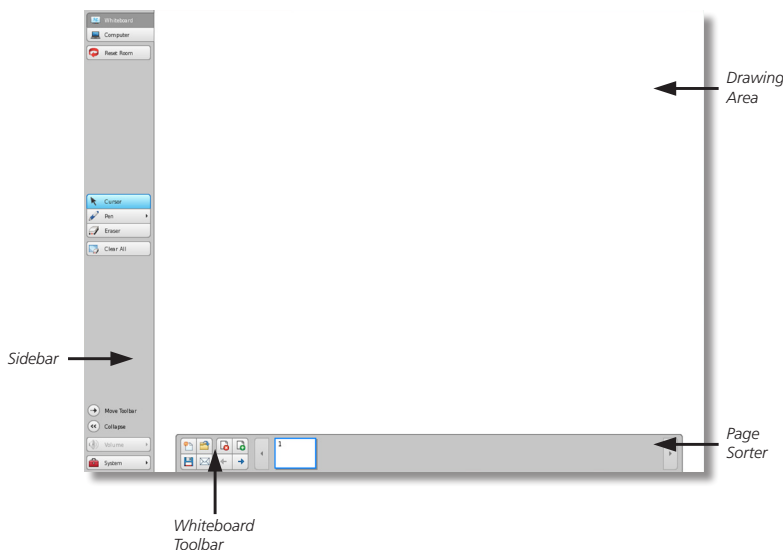 Whiteboard
Computer
Reset Room
Drawing
Area
Cursor
Pen
Eraser
Clear All
Sidebar
Move Toolbar
Collapse
Volume
System
1
Page
Sorter
Whiteboard
Toolbar